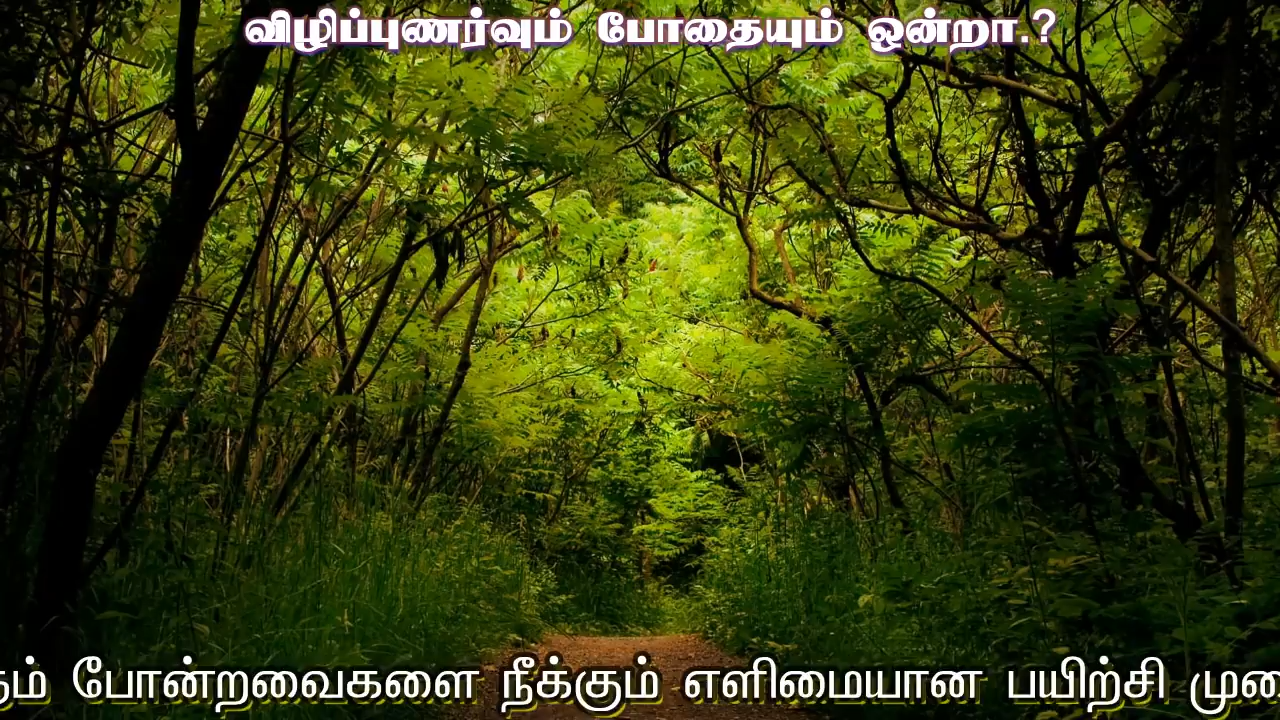 விழிப்புணர்வும் போதையும் ஒன்றா.?
போன்றவைகளை நீக்கும் எளிமையான பயிற்சி